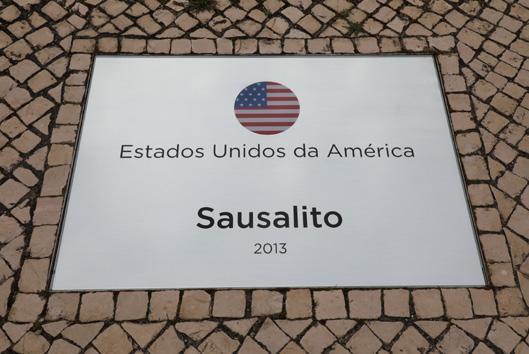 Estados Unidos da América
Sausalito
2013